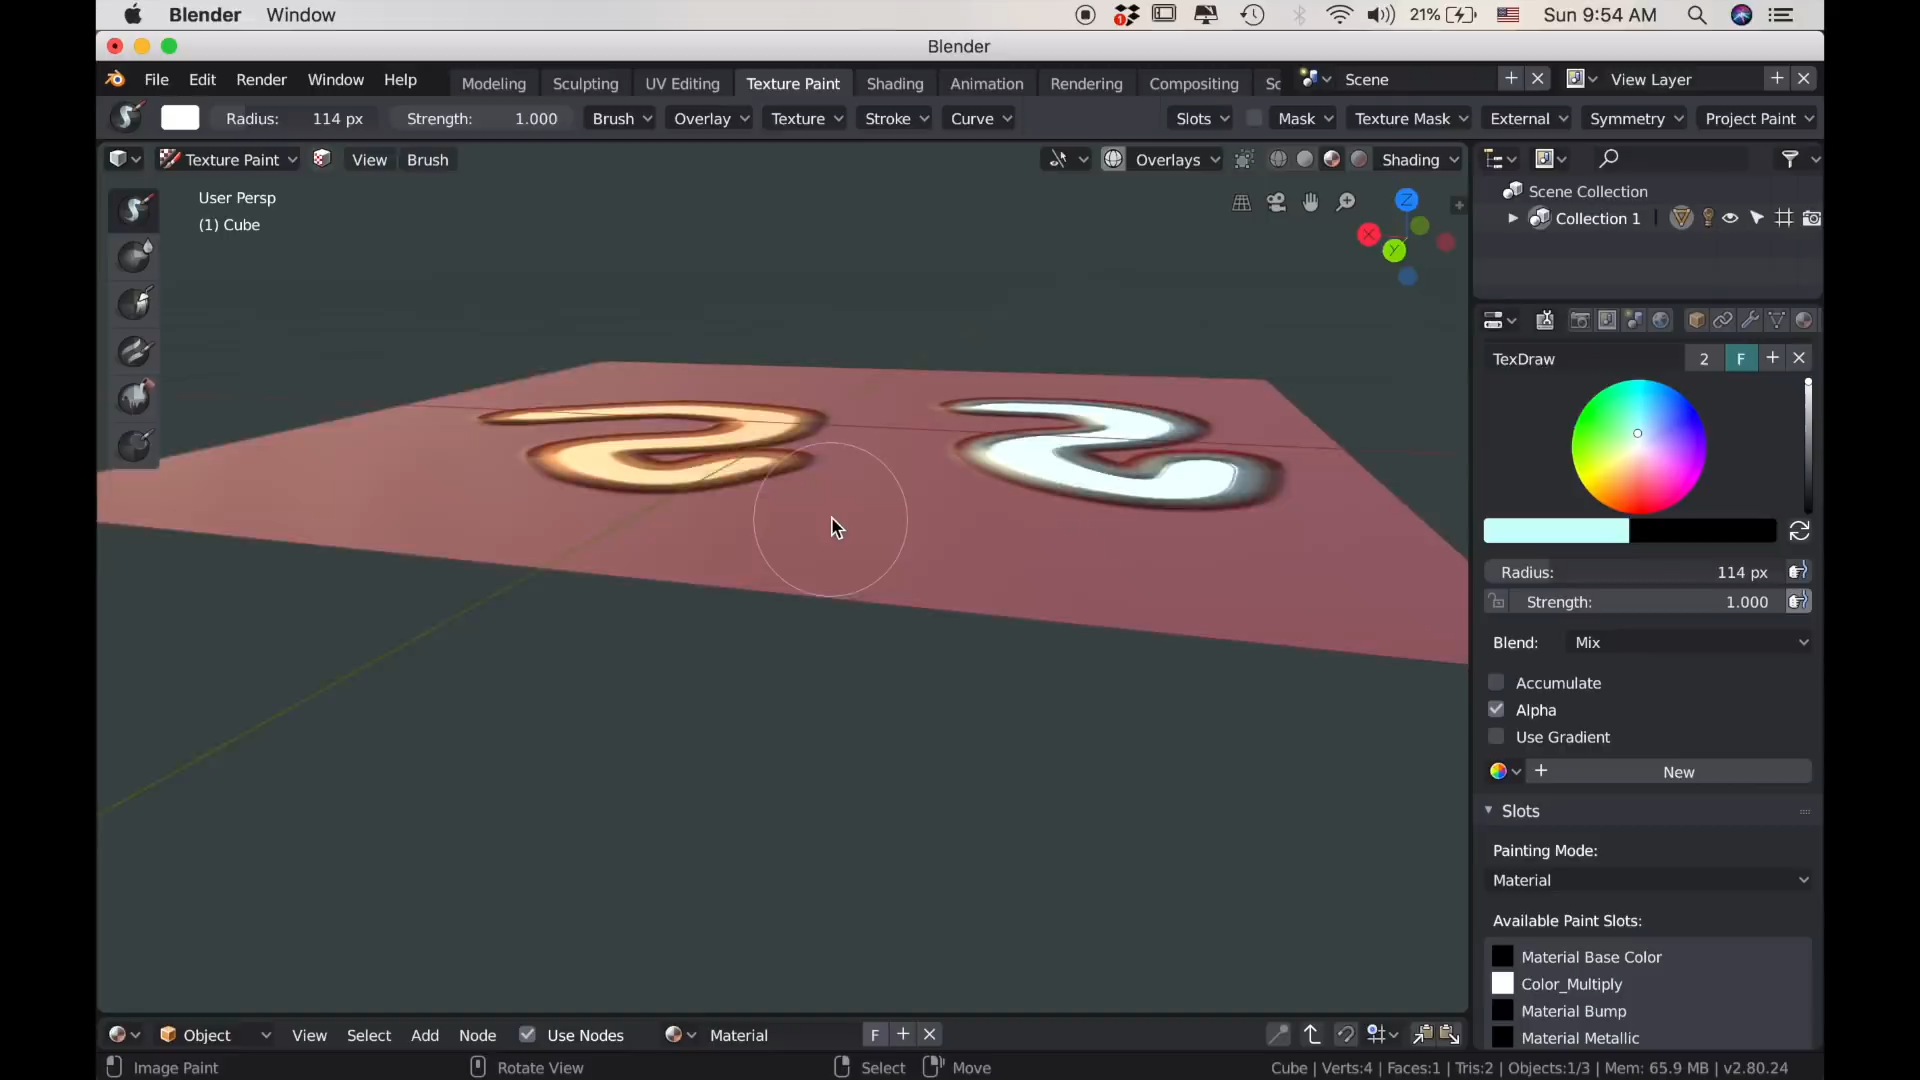 Blender Window 1 21% Sun 9:54 AM
Blender
File Edit Render Window Help Modeling Sculpting UV Editing Texture Paint Shading Animation Rendering Compositing Sc Scene View Layer
Radius: 114 px Strength: 1.000 Brush Overlay Texture Stroke Curve Slots Mask Texture Mask External Symmetry Project Paint
Texture Paint View Brush Overlays Shading
User Persp
(1) Cube
Z
X
Y
Scene Collection
Collection 1
TexDraw 2 F
Radius: 114 px
Strength: 1.000
Blend: Mix
Accumulate
Alpha
Use Gradient
New
Slots
Painting Mode:
Material
Available Paint Slots:
Material Base Color
Color_Multiply
Material Bump
Material Metallic
Object View Select Add Node Use Nodes Material F
Image Paint Rotate View Select Move Cube | Verts:4 | Faces:1 | Tris:2 | Objects:1/3 | Mem: 65.9 MB | v2.80.24